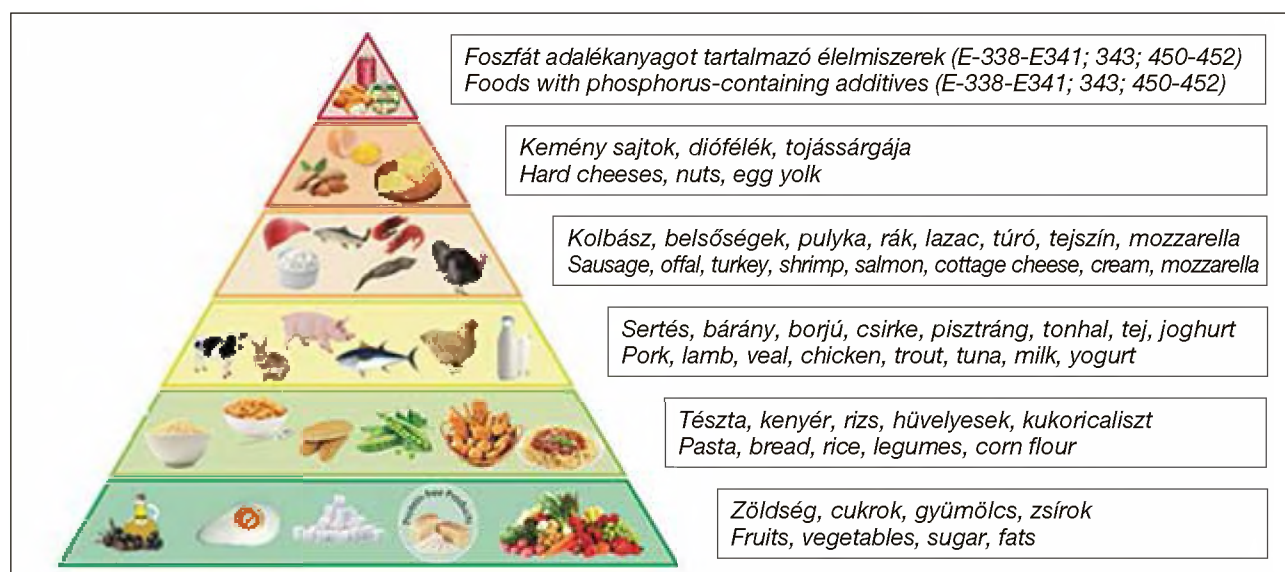 Foszfát adalékanyagot tartalmazó élelmiszerek (E-338-E341; 343; 450-452)
Foods with phosphorus-containing additives (E-338-E341; 343; 450-452)
Kemény sajtok, diófélék, tojássárgája
Hard cheeses, nuts, egg yolk
Kolbász, belsőségek, pulyka, rák, lazac, túró, tejszín, mozzarella
Sausage, offal, turkey, shrimp, salmon, cottage cheese, cream, mozzarella
Sertés, bárány, borjú, csirke, pisztráng, tonhal, tej, joghurt
Pork, lamb, veal, chicken, trout, tuna, milk, yogurt
Tészta, kenyér, rizs, hüvelyesek, kukoricaliszt
Pasta, bread, rice, legumes, corn flour
Protein-free Products
Zöldség, cukrok, gyümölcs, zsírok
Fruits, vegetables, sugar, fats